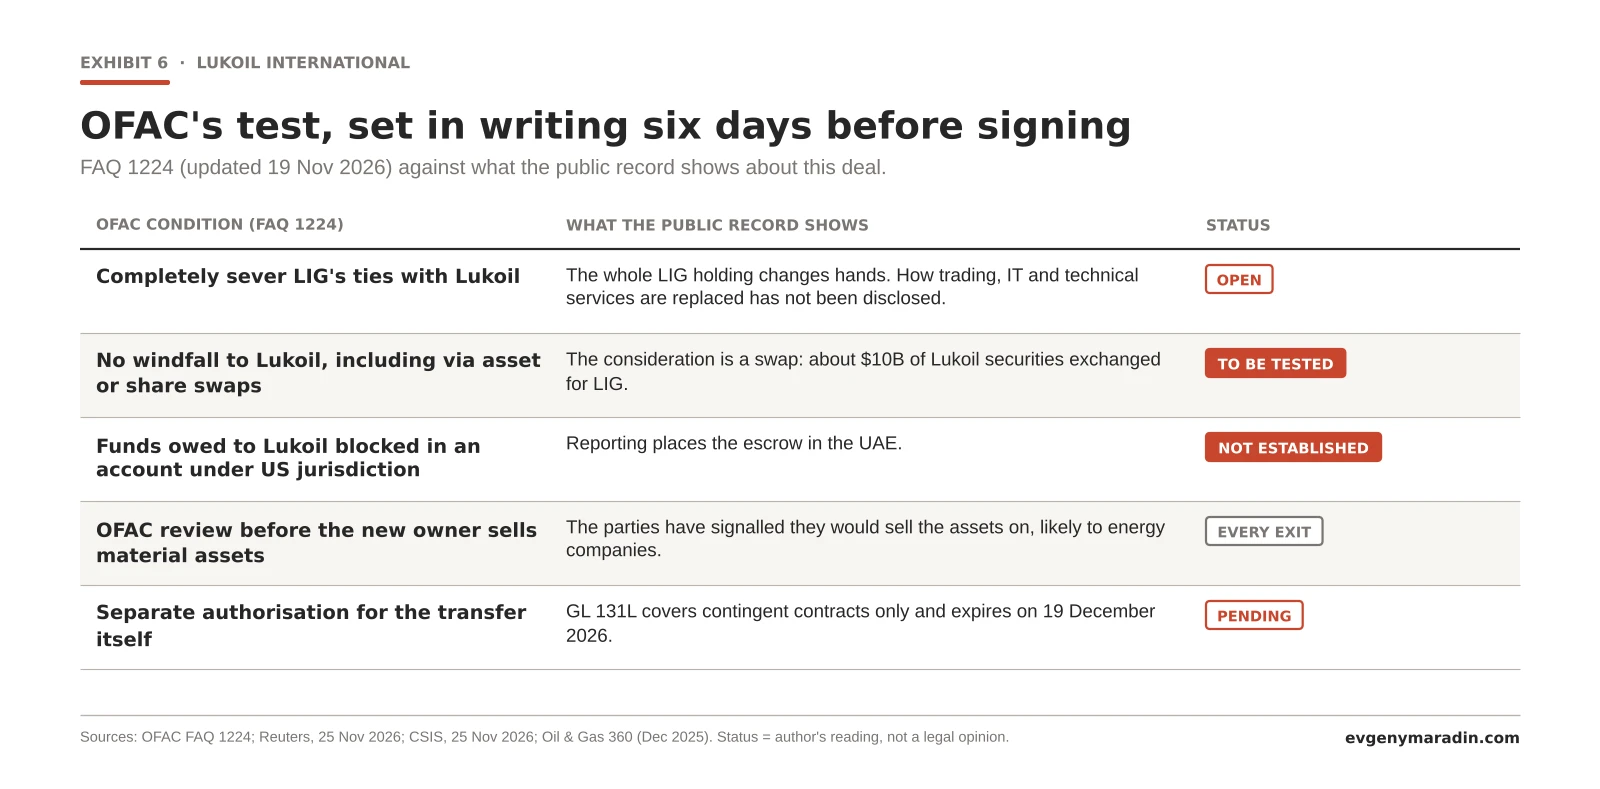 EXHIBIT 6 · LUKOIL INTERNATIONAL
OFAC's test, set in writing six days before signing
FAQ 1224 (updated 19 Nov 2026) against what the public record shows about this deal.
OFAC CONDITION (FAQ 1224)
WHAT THE PUBLIC RECORD SHOWS
STATUS
Completely sever LIG's ties with Lukoil
The whole LIG holding changes hands. How trading, IT and technical
services are replaced has not been disclosed.
OPEN
No windfall to Lukoil, including via asset
or share swaps
The consideration is a swap: about $10B of Lukoil securities exchanged
for LIG.
TO BE TESTED
Funds owed to Lukoil blocked in an
account under US jurisdiction
Reporting places the escrow in the UAE.
NOT ESTABLISHED
OFAC review before the new owner sells
material assets
The parties have signalled they would sell the assets on, likely to energy
companies.
EVERY EXIT
Separate authorisation for the transfer
itself
GL 131L covers contingent contracts only and expires on 19 December
2026.
PENDING
Sources: OFAC FAQ 1224; Reuters, 25 Nov 2026; CSIS, 25 Nov 2026; Oil & Gas 360 (Dec 2025). Status = author's reading, not a legal opinion.
evgenymaradin.com